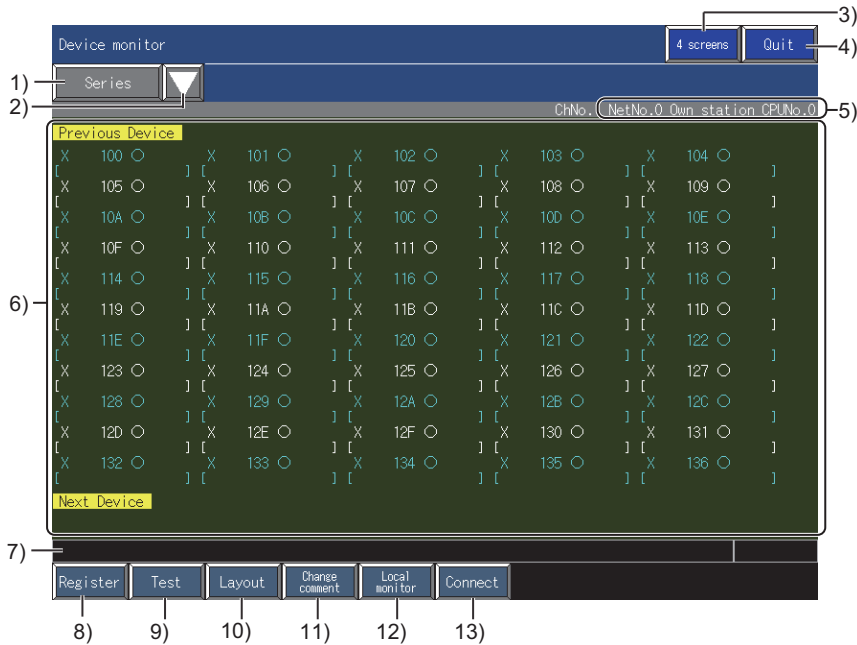 3)
Device monitor 4 screens Quit 4)
1) Series
2)
ChNo. NetNo.0 Own station CPUNo.0 5)
Previous Device
X 100 X 101 X 102 X 103 X 104
[ ] [ ] [ ] [ ] [ ]
X 105 X 106 X 107 X 108 X 109
[ ] [ ] [ ] [ ] [ ]
X 10A X 10B X 10C X 10D X 10E
[ ] [ ] [ ] [ ] [ ]
X 10F X 110 X 111 X 112 X 113
[ ] [ ] [ ] [ ] [ ]
X 114 X 115 X 116 X 117 X 118
[ ] [ ] [ ] [ ] [ ]
6) X 119 X 11A X 11B X 11C X 11D
[ ] [ ] [ ] [ ] [ ]
X 11E X 11F X 120 X 121 X 122
[ ] [ ] [ ] [ ] [ ]
X 123 X 124 X 125 X 126 X 127
[ ] [ ] [ ] [ ] [ ]
X 128 X 129 X 12A X 12B X 12C
[ ] [ ] [ ] [ ] [ ]
X 12D X 12E X 12F X 130 X 131
[ ] [ ] [ ] [ ] [ ]
X 132 X 133 X 134 X 135 X 136
[ ] [ ] [ ] [ ] [ ]
Next Device
7)
Register Test Layout Change comment Local monitor Connect
8) 9) 10) 11) 12) 13)